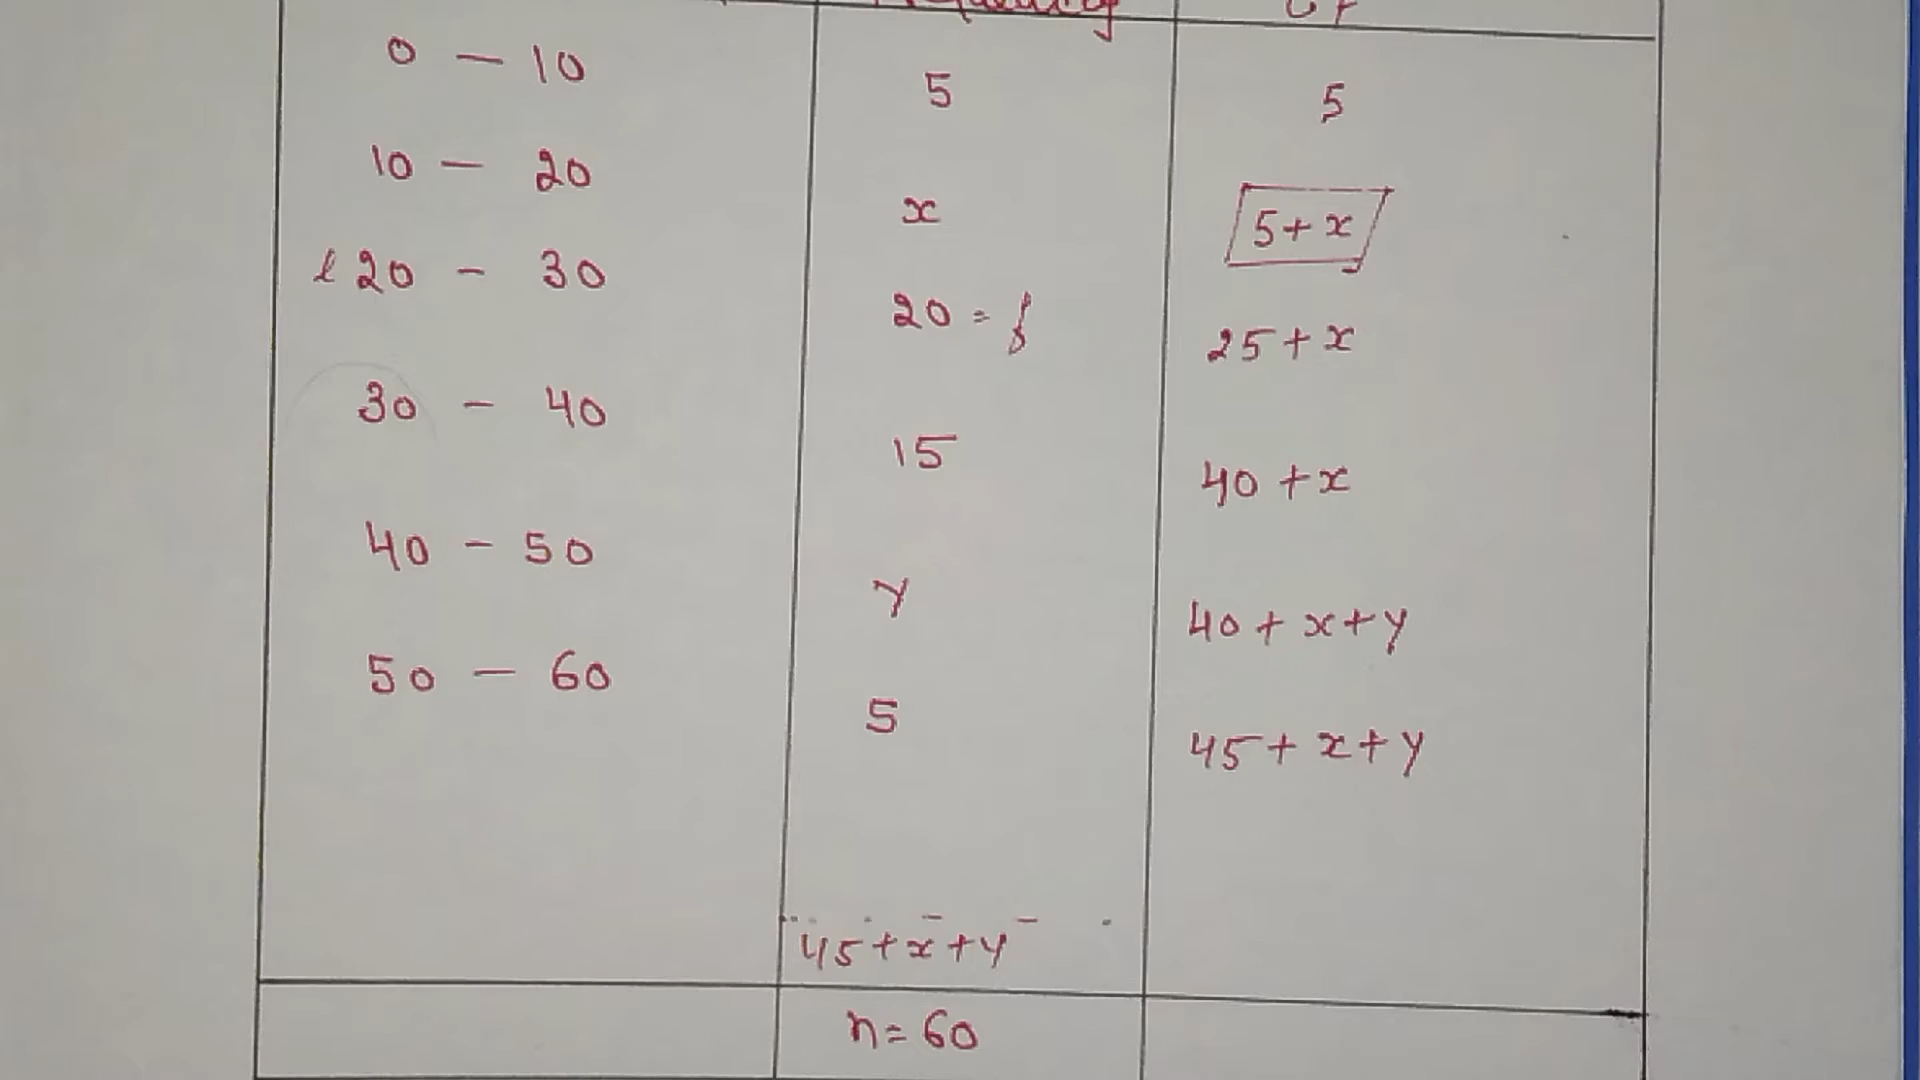 0 - 10 5 5
10 - 20 x 5+x
l 20 - 30 20 = f 25+x
30 - 40 15 40+x
40 - 50 y 40+x+y
50 - 60 5 45+x+y
45+x+y
n=60